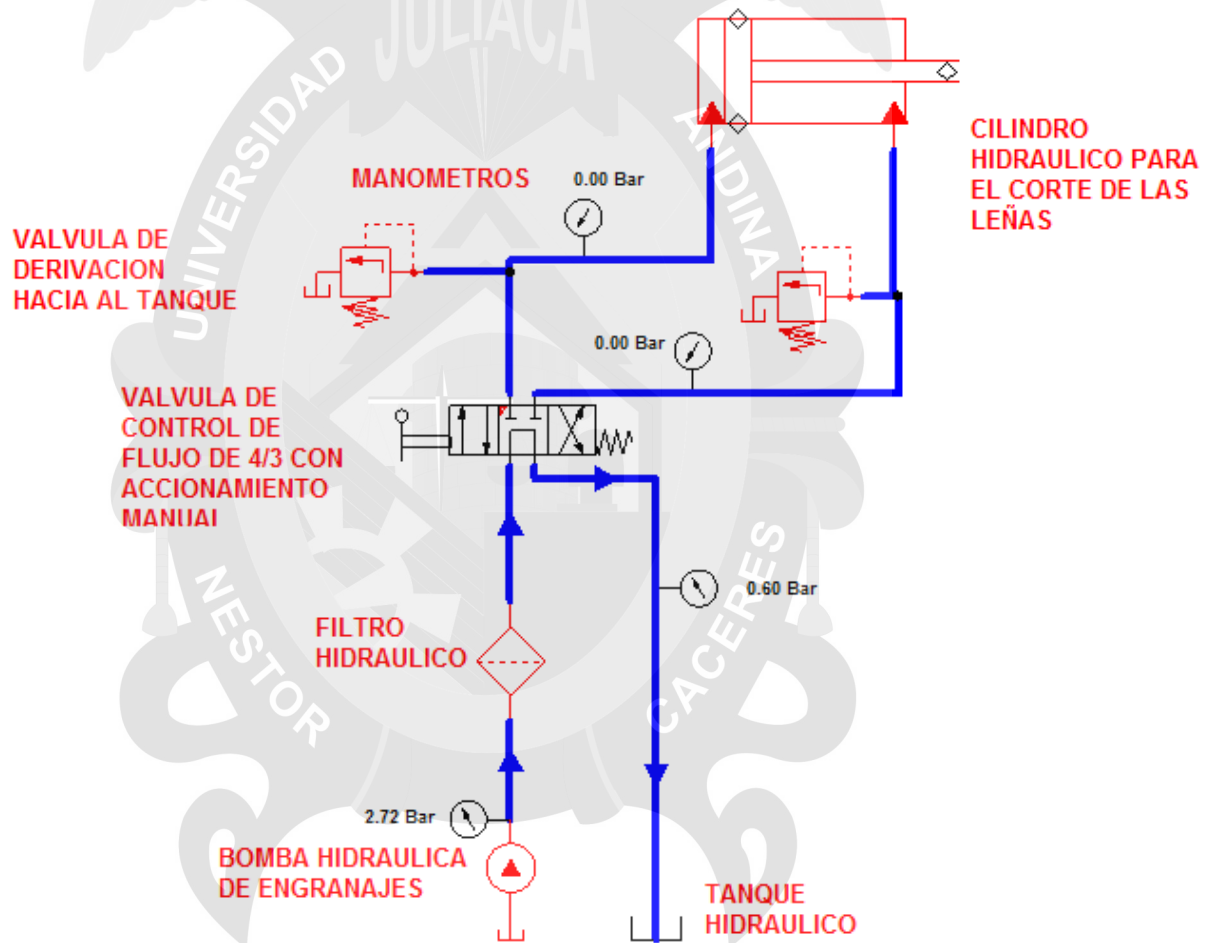 UNIVERSIDAD
JULIACA
ANDINA
CILINDRO
HIDRAULICO PARA
EL CORTE DE LAS
LEÑAS
MANOMETROS
0.00 Bar
VALVULA DE
DERIVACION
HACIA AL TANQUE
0.00 Bar
VALVULA DE
CONTROL DE
FLUJO DE 4/3 CON
ACCIONAMIENTO
MANUAL
NESTOR
CACERES
0.60 Bar
FILTRO
HIDRAULICO
2.72 Bar
BOMBA HIDRAULICA
DE ENGRANAJES
TANQUE
HIDRAULICO